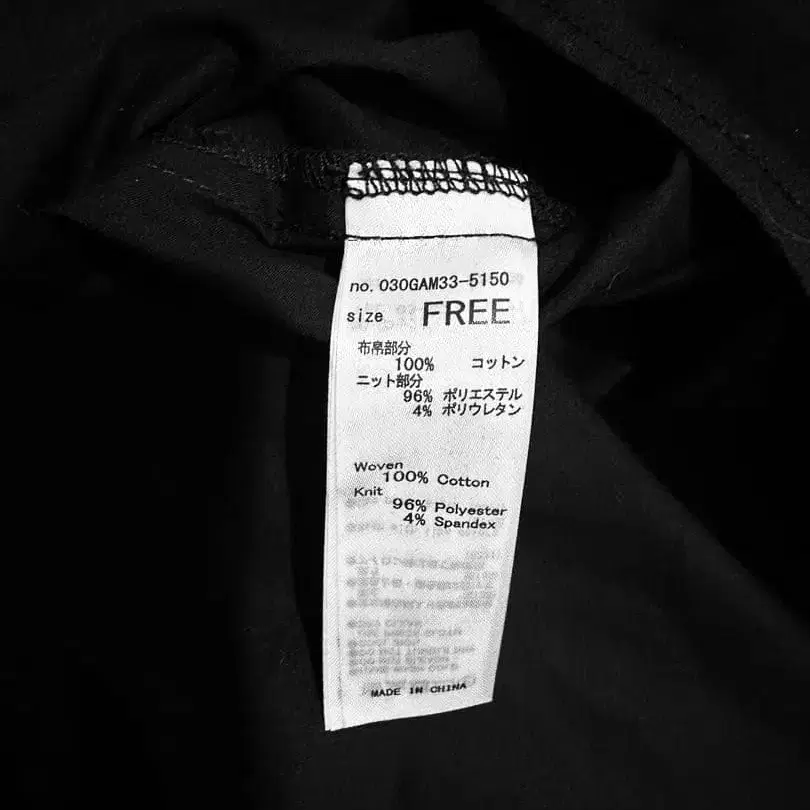 no. 030GAM33-5150
size FREE
布帛部分
100% コットン
ニット部分
96% ポリエステル
4% ポリウレタン
Woven
100% Cotton
Knit
96% Polyester
4% Spandex
MADE IN CHINA